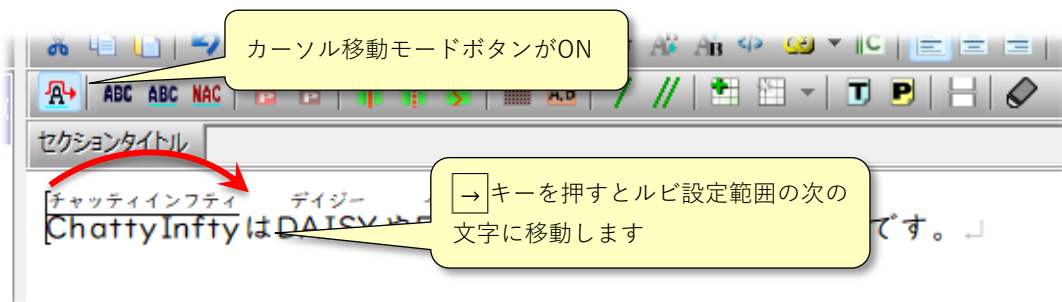 カーソル移動モードボタンがON
A ABC ABC NAC
A,b
T P
セクションタイトル
チャッティインフティ デイジー
ChattyInftyはDAISYや
です。
→キーを押すとルビ設定範囲の次の
文字に移動します